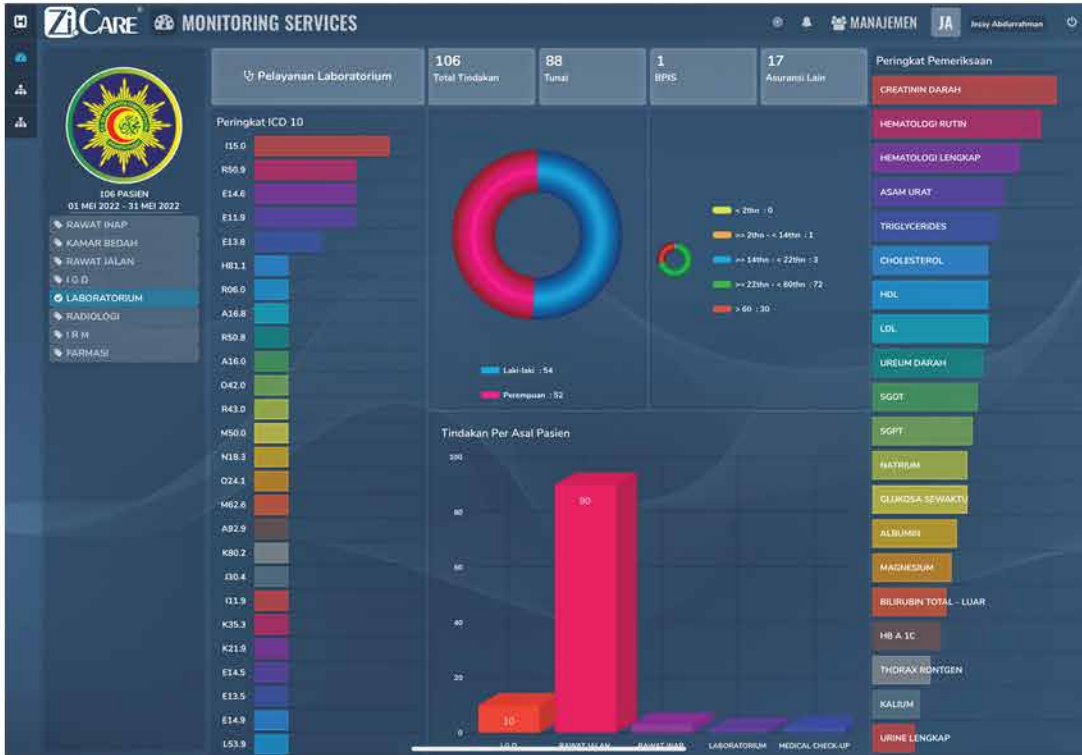 Zi.CARE® MONITORING SERVICES
MANAJEMEN
JA
Jessy Abdurrahman
106 PASIEN
01 MEI 2022 - 31 MEI 2022
RAWAT INAP
KAMAR BEDAH
RAWAT JALAN
I G D
LABORATORIUM
RADIOLOGI
I R M
FARMASI
Pelayanan Laboratorium
106
Total Tindakan
88
Tunai
1
BPJS
17
Asuransi Lain
Peringkat ICD 10
I15.0
R50.9
E14.6
E11.9
E13.8
H81.1
R06.0
A16.8
R50.8
A16.0
D42.0
R43.0
M50.0
N18.3
O24.1
M62.6
A92.9
K80.2
J30.4
I11.9
K35.3
K21.9
E14.5
E13.5
E14.9
L53.9
Laki-laki : 54
Perempuan : 52
< 2thn : 0
>= 2thn - < 14thn : 1
>= 14thn - < 22thn : 3
>= 22thn - < 60thn : 72
> 60 : 30
Tindakan Per Asal Pasien
100
80
60
40
20
0
10
90
I G D
RAWAT JALAN
RAWAT INAP
LABORATORIUM
MEDICAL CHECK-UP
Peringkat Pemeriksaan
CREATININ DARAH
HEMATOLOGI RUTIN
HEMATOLOGI LENGKAP
ASAM URAT
TRIGLYCERIDES
CHOLESTEROL
HDL
LDL
UREUM DARAH
SGOT
SGPT
NATRIUM
GLUKOSA SEWAKTU
ALBUMIN
MAGNESIUM
BILIRUBIN TOTAL - LUAR
HB A 1C
THORAX RONTGEN
KALIUM
URINE LENGKAP